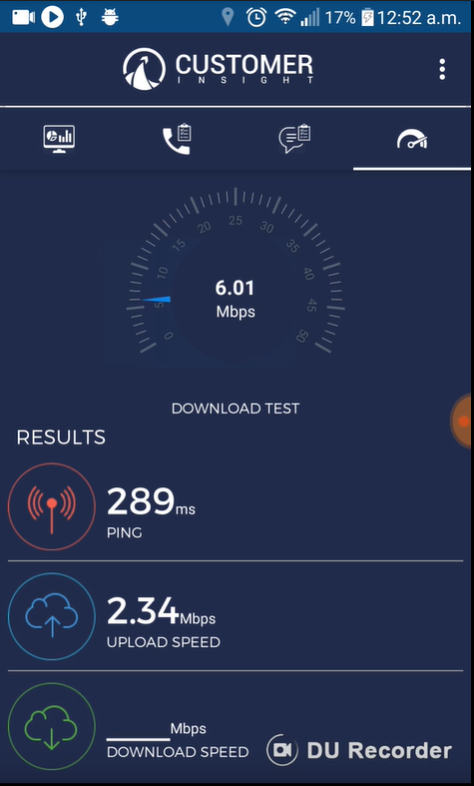 17% 12:52 a.m.
CUSTOMER
INSIGHT
0 5 10 15 20 25 30 35 40 45 50
6.01
Mbps
DOWNLOAD TEST
RESULTS
289ms
PING
2.34Mbps
UPLOAD SPEED
Mbps
DOWNLOAD SPEED
DU Recorder